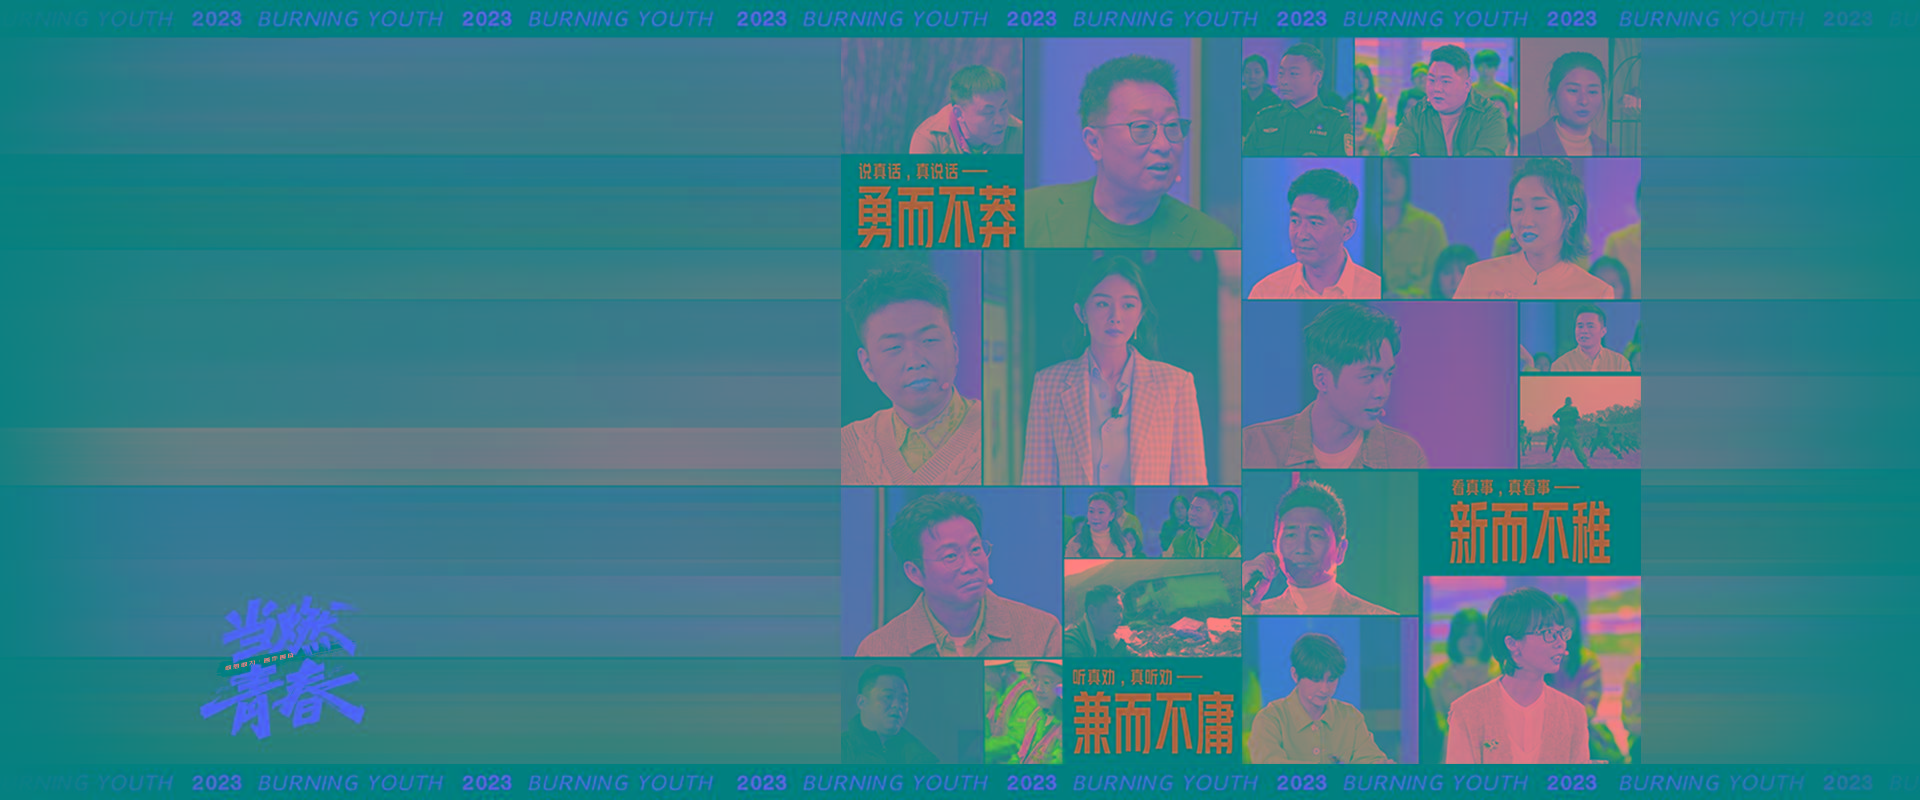 BURNING YOUTH 2023 BURNING YOUTH 2023 BURNING YOUTH 2023 BURNING YOUTH 2023 BURNING YOUTH 2023 BURNING YOUTH 2023 BURNING YOUTH 2023
说真话，真说话——
勇而不莽
看真事，真看事——
新而不稚
当燃
青春
听真劝，真听劝——
兼而不庸
RNING YOUTH 2023 BURNING YOUTH 2023 BURNING YOUTH 2023 BURNING YOUTH 2023 BURNING YOUTH 2023 BURNING YOUTH 2023 BURNING YOUTH 2023